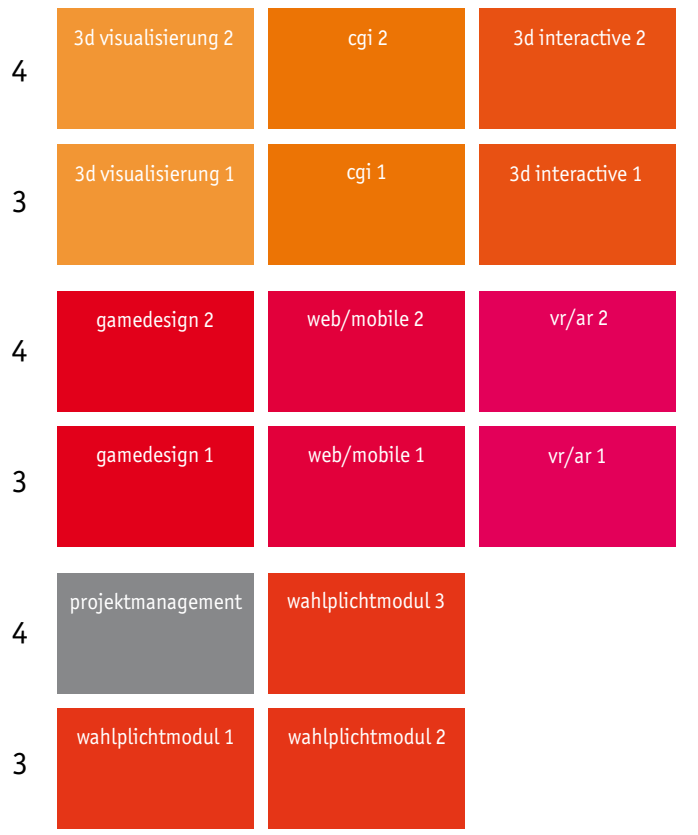 3d visualisierung 2
cgi 2
3d interactive 2
4
3d visualisierung 1
cgi 1
3d interactive 1
3
gamedesign 2
web/mobile 2
vr/ar 2
4
gamedesign 1
web/mobile 1
vr/ar 1
3
projektmanagement
wahlplichtmodul 3
4
wahlplichtmodul 1
wahlplichtmodul 2
3